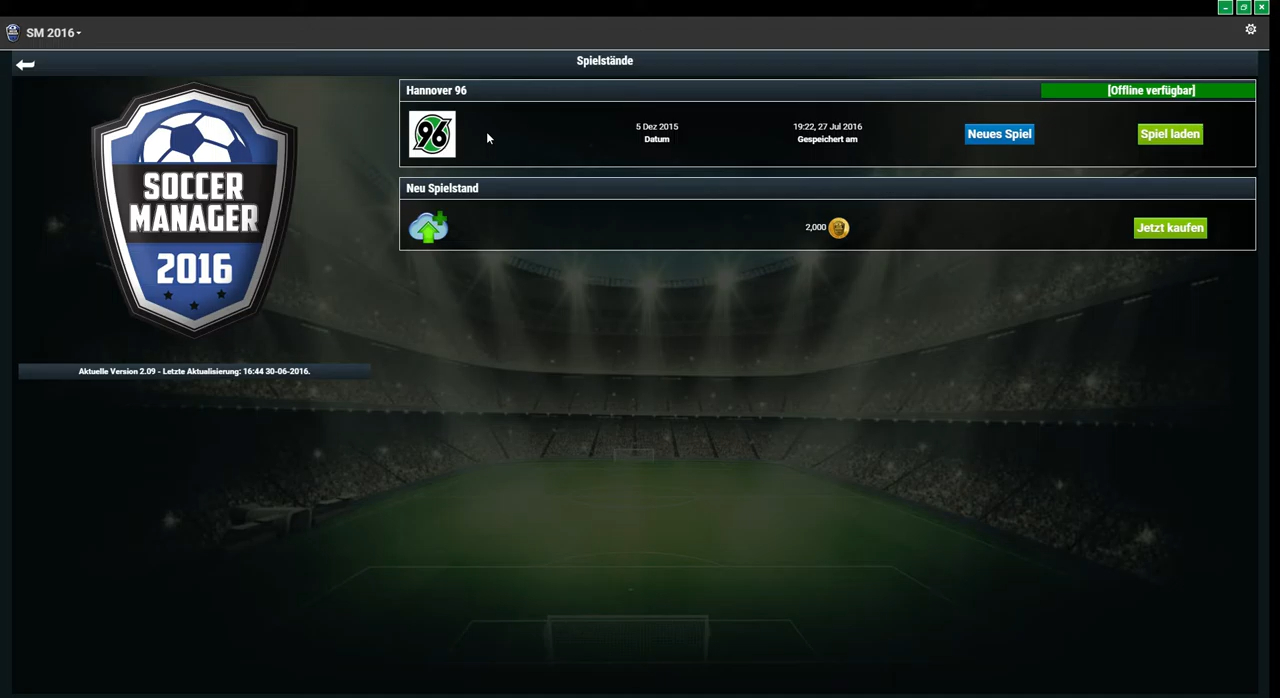 SM 2016
Spielstände
SOCCER
MANAGER
2016
Aktuelle Version 2.09 - Letzte Aktualisierung: 16:44 30-06-2016.
Hannover 96
[Offline verfügbar]
96
5 Dez 2015
Datum
19:22, 27 Jul 2016
Gespeichert am
Neues Spiel
Spiel laden
Neu Spielstand
2,000
Jetzt kaufen